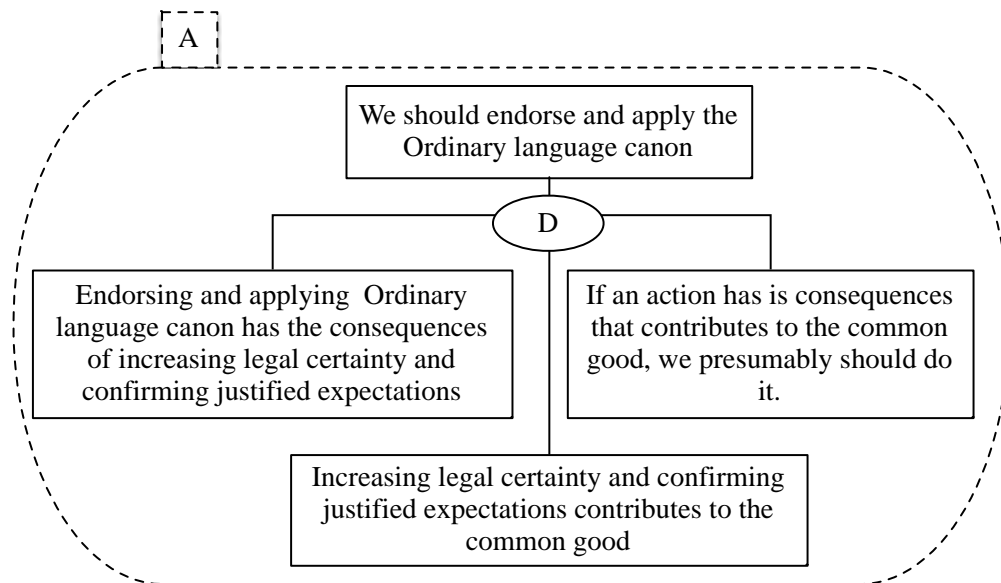 A
We should endorse and apply the
Ordinary language canon
D
Endorsing and applying Ordinary
language canon has the consequences
of increasing legal certainty and
confirming justified expectations
If an action has is consequences
that contributes to the common
good, we presumably should do
it.
Increasing legal certainty and confirming
justified expectations contributes to the
common good